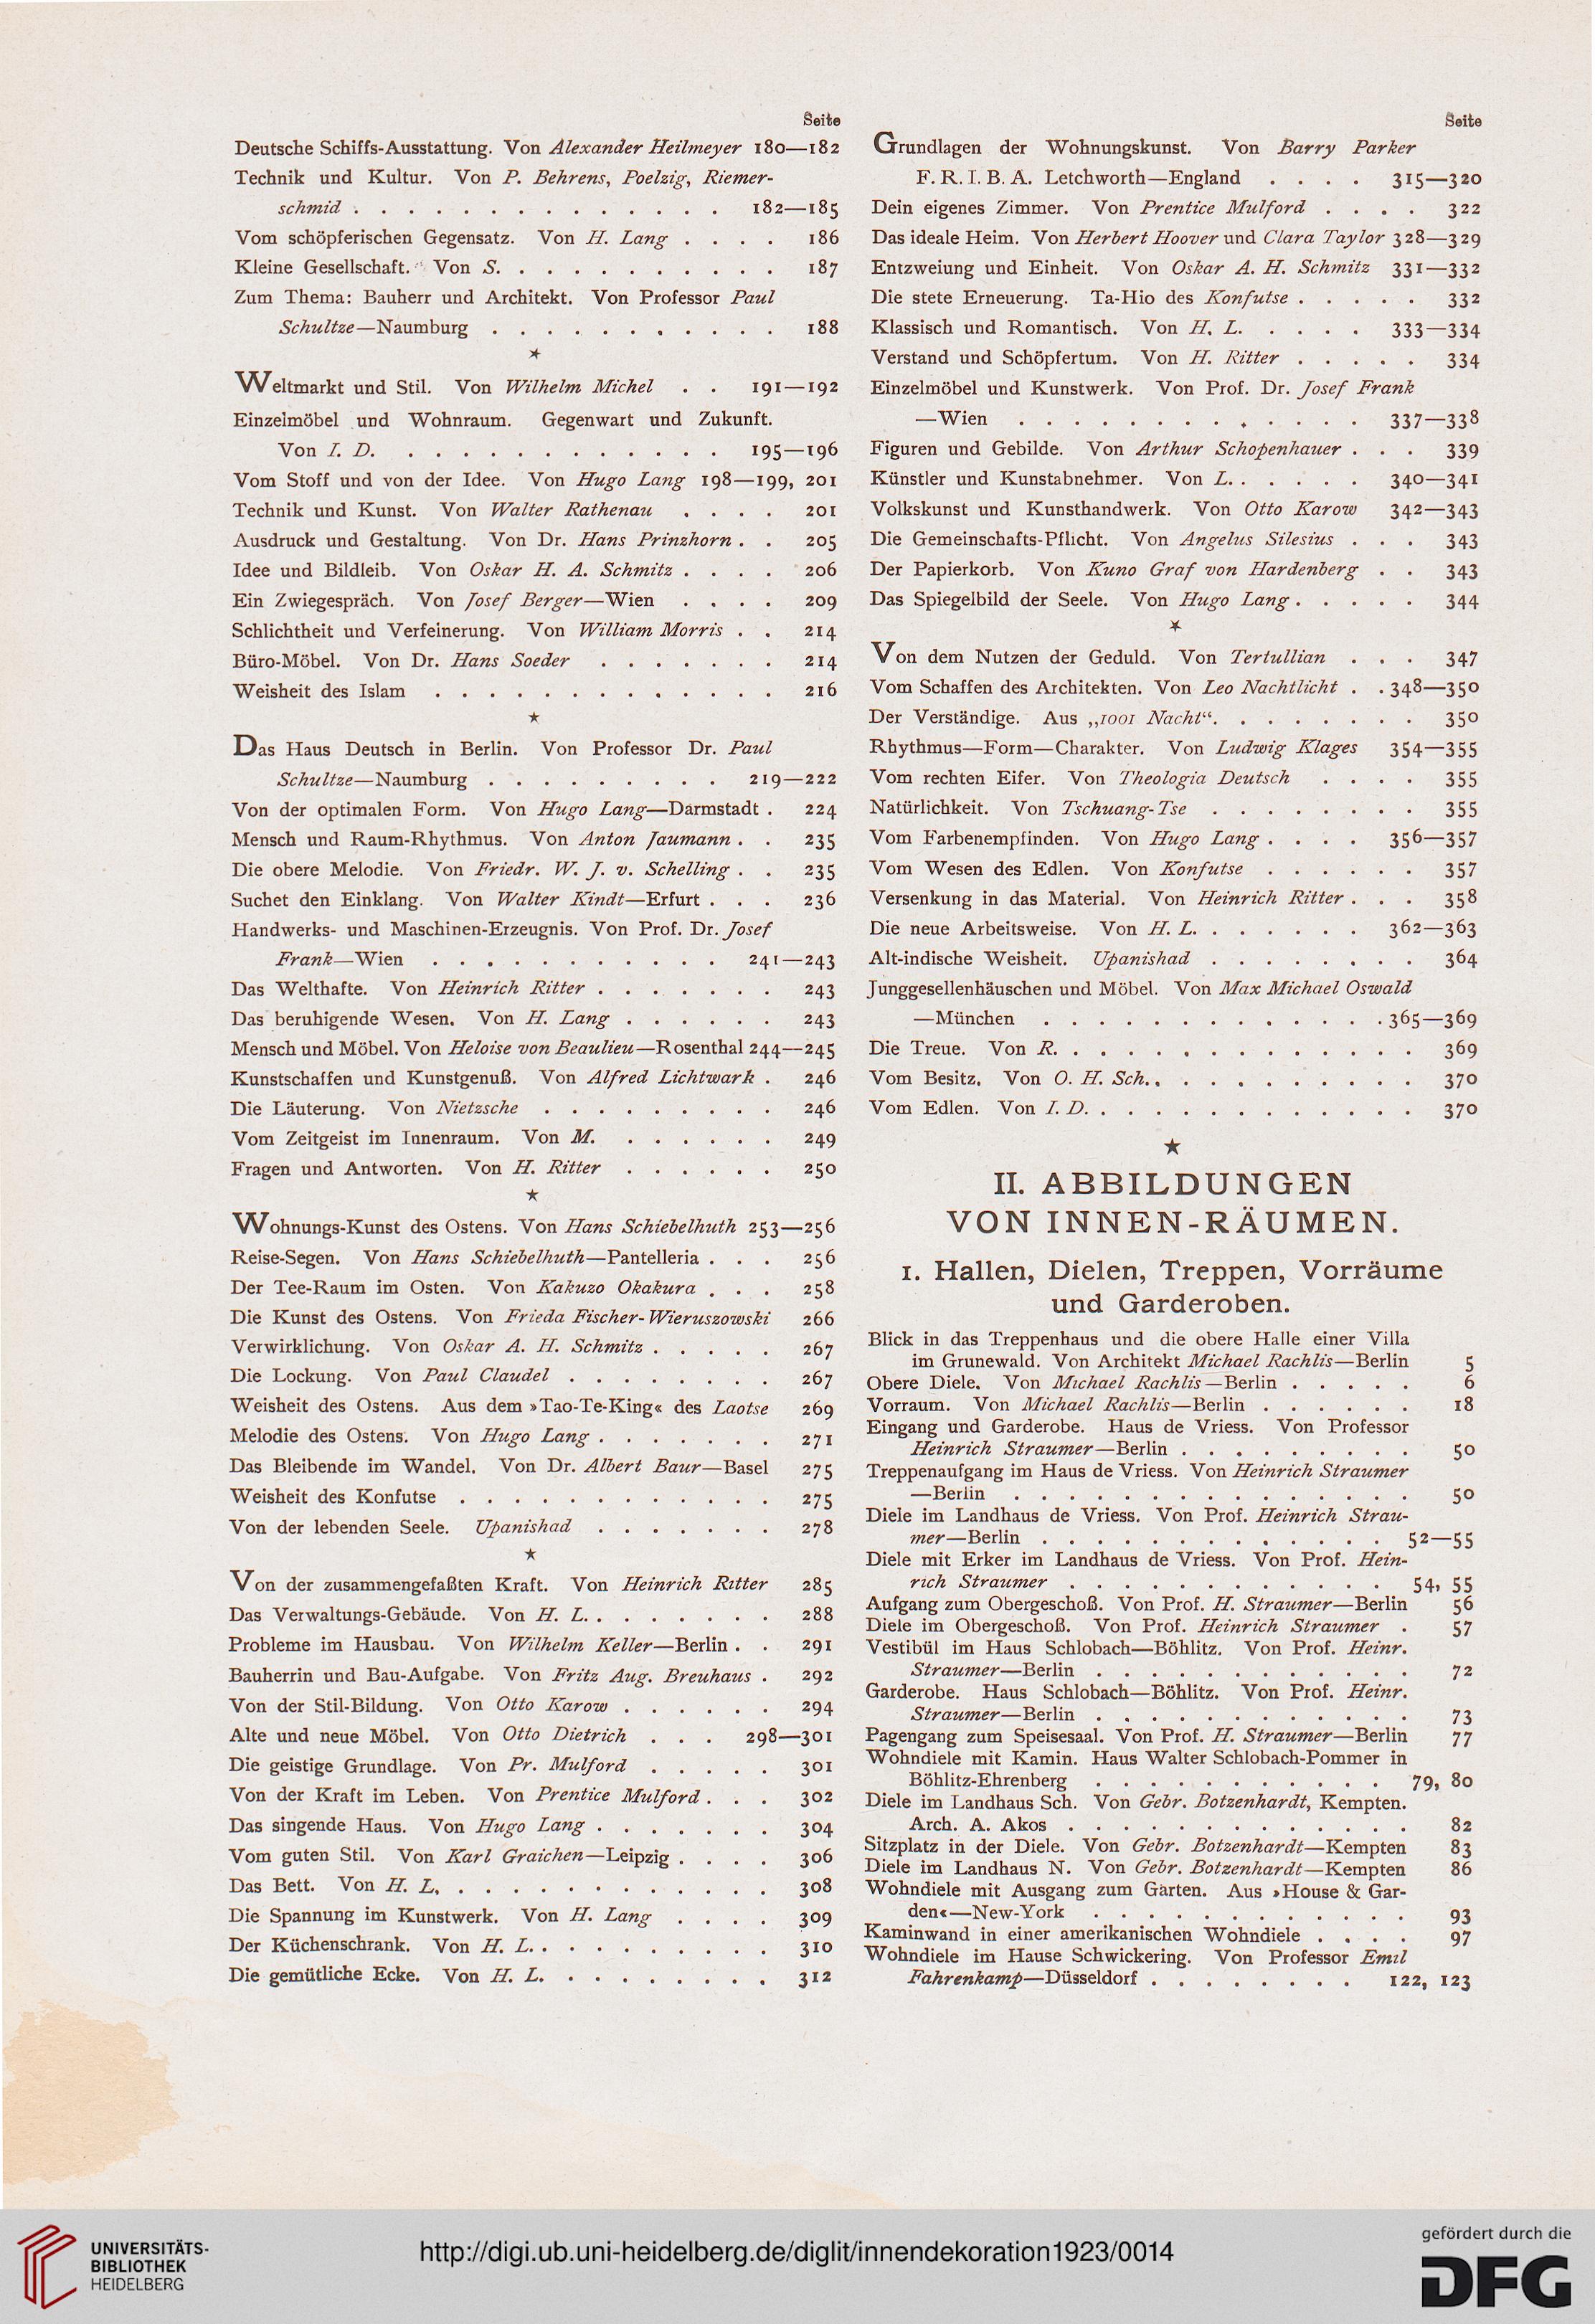 Seite
Deutsche Schiffs-Ausstattung. Von Alexander Heilmeyer 180—182
Technik und Kultur. Von P. Behrens, Poelzig, Riemer-
schmid . . . . . . . . . . . . . . 182—185
Vom schöpferischen Gegensatz. Von H. Lang . . . . 186
Kleine Gesellschaft. Von S. . . . . . . . . . . 187
Zum Thema: Bauherr und Architekt. Von Professor Paul
Schultze—Naumburg . . . . . . . . . . . 188
★
Weltmarkt und Stil. Von Wilhelm Michel . . 191—192
Einzelmöbel und Wohnraum. Gegenwart und Zukunft.
Von I. D. . . . . . . . . . . . . 195—196
Vom Stoff und von der Idee. Von Hugo Lang 198—199, 201
Technik und Kunst. Von Walter Rathenau . . . . 201
Ausdruck und Gestaltung. Von Dr. Hans Prinzhorn . . 205
Idee und Bildleib. Von Oskar H. A. Schmitz . . . . 206
Ein Zwiegespräch. Von Josef Berger—Wien . . . . 209
Schlichtheit und Verfeinerung. Von William Morris . . 214
Büro-Möbel. Von Dr. Hans Soeder . . . . . . . 214
Weisheit des Islam . . . . . . . . . . . . . 216
★
Das Haus Deutsch in Berlin. Von Professor Dr. Paul
Schultze—Naumburg . . . . . . . . . 219—222
Von der optimalen Form. Von Hugo Lang—Darmstadt . 224
Mensch und Raum-Rhythmus. Von Anton Jaumann . . 235
Die obere Melodie. Von Friedr. W. J. v. Schelling . . 235
Suchet den Einklang. Von Walter Kindt—Erfurt . . . 236
Handwerks- und Maschinen-Erzeugnis. Von Prof. Dr. Josef
Frank—Wien . . . . . . . . . . . 241—243
Das Welthafte. Von Heinrich Ritter . . . . . . . 243
Das beruhigende Wesen. Von H. Lang . . . . . . 243
Mensch und Möbel. Von Heloise von Beaulieu—Rosenthal 244—245
Kunstschaffen und Kunstgenuß. Von Alfred Lichtwark . 246
Die Läuterung. Von Nietzsche . . . . . . . . . 246
Vom Zeitgeist im Innenraum. Von M. . . . . . . 249
Fragen und Antworten. Von H. Ritter . . . . . . 250
★
Wohnungs-Kunst des Ostens. Von Hans Schiebelhuth 253—256
Reise-Segen. Von Hans Schiebelhuth—Pantelleria . . . 256
Der Tee-Raum im Osten. Von Kakuzo Okakura . . . 258
Die Kunst des Ostens. Von Frieda Fischer-Wieruszowski 266
Verwirklichung. Von Oskar A. H. Schmitz . . . . . 267
Die Lockung. Von Paul Claudel . . . . . . . . 267
Weisheit des Ostens. Aus dem »Tao-Te-King« des Laotse 269
Melodie des Ostens. Von Hugo Lang . . . . . . . 271
Das Bleibende im Wandel. Von Dr. Albert Baur—Basel 275
Weisheit des Konfutse . . . . . . . . . . . . 275
Von der lebenden Seele. Upanishad . . . . . . . 278
★
Von der zusammengefaßten Kraft. Von Heinrich Ritter 285
Das Verwaltungs-Gebäude. Von H. L. . . . . . . . 288
Probleme im Hausbau. Von Wilhelm Keller—Berlin . . 291
Bauherrin und Bau-Aufgabe. Von Fritz Aug. Breuhaus . 292
Von der Stil-Bildung. Von Otto Karow . . . . . . 294
Alte und neue Möbel. Von Otto Dietrich . . . 298—301
Die geistige Grundlage. Von Pr. Mulford . . . . . 301
Von der Kraft im Leben. Von Prentice Mulford . . . 302
Das singende Haus. Von Hugo Lang . . . . . . . 304
Vom guten Stil. Von Karl Graichen—Leipzig . . . . 306
Das Bett. Von H. L. . . . . . . . . . . . . 308
Die Spannung im Kunstwerk. Von H. Lang . . . . 309
Der Küchenschrank. Von H. L. . . . . . . . . . 310
Die gemütliche Ecke. Von H. L. . . . . . . . . 312
Seite
Grundlagen der Wohnungskunst. Von Barry Parker
F. R. I. B. A. Letchworth—England . . . . 315—320
Dein eigenes Zimmer. Von Prentice Mulford . . . . 322
Das ideale Heim. Von Herbert Hoover und Clara Taylor 328—329
Entzweiung und Einheit. Von Oskar A. H. Schmitz 331—332
Die stete Erneuerung. Ta-Hio des Konfutse . . . . . 332
Klassisch und Romantisch. Von H. L. . . . . 333—334
Verstand und Schöpfertum. Von H. Ritter . . . . . 334
Einzelmöbel und Kunstwerk. Von Prof. Dr. Josef Frank
—Wien . . . . . . . . . . . . . 337—338
Figuren und Gebilde. Von Arthur Schopenhauer . . . 339
Künstler und Kunstabnehmer. Von L. . . . . . 340—341
Volkskunst und Kunsthandwerk. Von Otto Karow 342—343
Die Gemeinschafts-Pflicht. Von Angelus Silesius . . . 343
Der Papierkorb. Von Kuno Graf von Hardenberg . . 343
Das Spiegelbild der Seele. Von Hugo Lang . . . . . 344
★
Von dem Nutzen der Geduld. Von Tertullian . . . 347
Vom Schaffen des Architekten. Von Leo Nachtlicht . . 348—350
Der Verständige. Aus „1001 Nacht“. . . . . . . . 350
Rhythmus—Form—Charakter. Von Ludwig Klages 354—355
Vom rechten Eifer. Von Theologia Deutsch . . . . 355
Natürlichkeit. Von Tschuang-Tse . . . . . . . . 355
Vom Farbenempfinden. Von Hugo Lang . . . . 356—357
Vom Wesen des Edlen. Von Konfutse . . . . . . 357
Versenkung in das Material. Von Heinrich Ritter . . . 358
Die neue Arbeitsweise. Von H. L. . . . . . . 362—363
Alt-indische Weisheit. Upanishad . . . . . . . . 364
Junggesellenhäuschen und Möbel. Von Max Michael Oswald
—München . . . . . . . . . . . . . 365—369
Die Treue. Von R. . . . . . . . . . . . . . . 369
Vom Besitz. Von O. H. Sch. . . . . . . . . . . 370
Vom Edlen. Von I. D. . . . . . . . . . . . . 370
★
II. ABBILDUNGEN
VON INNEN-RÄUMEN.
1. Hallen, Dielen, Treppen, Vorräume
und Garderoben.
Blick in das Treppenhaus und die obere Halle einer Villa
im Grunewald. Von Architekt Michael Rachlis—Berlin 5
Obere Diele. Von Michael Rachlis—Berlin . . . . . 6
Vorraum. Von Michael Rachlis—Berlin . . . . . . 18
Eingang und Garderobe. Haus de Vriess. Von Professor
Heinrich Straumer—Berlin . . . . . . . . . 50
Treppenaufgang im Haus de Vriess. Von Heinrich Straumer
—Berlin . . . . . . . . . . . . . . . 50
Diele im Landhaus de Vriess. Von Prof. Heinrich Strau-
mer—Berlin . . . . . . . . . . . . . . 52—55
Diele mit Erker im Landhaus de Vriess. Von Prof. Hein-
rich Straumer . . . . . . . . . . . . 54, 55
Aufgang zum Obergeschoß. Von Prof. H. Straumer—Berlin 56
Diele im Obergeschoß. Von Prof. Heinrich Straumer . 57
Vestibül im Haus Schlobach—Böhlitz. Von Prof. Heinr.
Straumer—Berlin . . . . . . . . . . . . 72
Garderobe. Haus Schlobach—Böhlitz. Von Prof. Heinr.
Straumer—Berlin . . . . . . . . . . . . 73
Pagengang zum Speisesaal. Von Prof. H. Straumer—Berlin 77
Wohndiele mit Kamin. Haus Walter Schlobach-Pommer in
Böhlitz-Ehrenberg . . . . . . . . . . . 79, 80
Diele im Landhaus Sch. Von Gebr. Botzenhardt, Kempten.
Arch. A. Akos . . . . . . . . . . . . . 82
Sitzplatz in der Diele. Von Gebr. Botzenhardt—Kempten 83
Diele im Landhaus N. Von Gebr. Botzenhardt—Kempten 86
Wohndiele mit Ausgang zum Garten. Aus »House & Gar-
den«—New-York . . . . . . . . . . . . 93
Kaminwand in einer amerikanischen Wohndiele . . . . 97
Wohndiele im Hause Schwickering. Von Professor Emil
Fahrenkamp—Düsseldorf . . . . . . . . 122, 123
UNIVERSITÄTS-
BIBLIOTHEK
HEIDELBERG
http://digi.ub.uni-heidelberg.de/diglit/innendekoration1923/0014
gefördert durch die
DFG